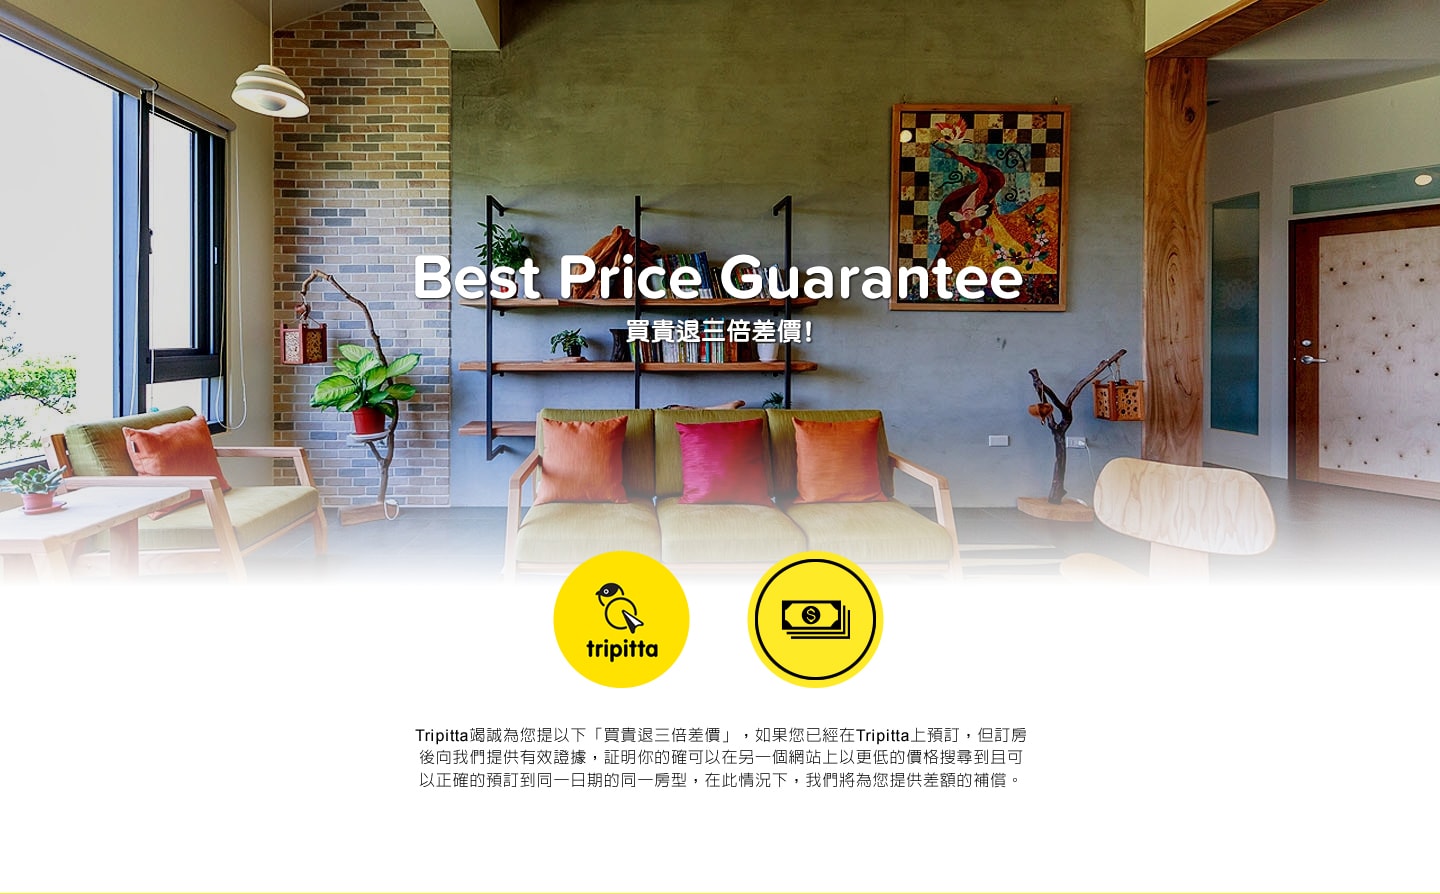 Best Price Guarantee
買貴退三倍差價!
tripitta
Tripitta竭誠為您提以下「買貴退三倍差價」，如果您已經在Tripitta上預訂，但訂房
後向我們提供有效證據，証明你的確可以在另一個網站上以更低的價格搜尋到且可
以正確的預訂到同一日期的同一房型，在此情況下，我們將為您提供差額的補償。